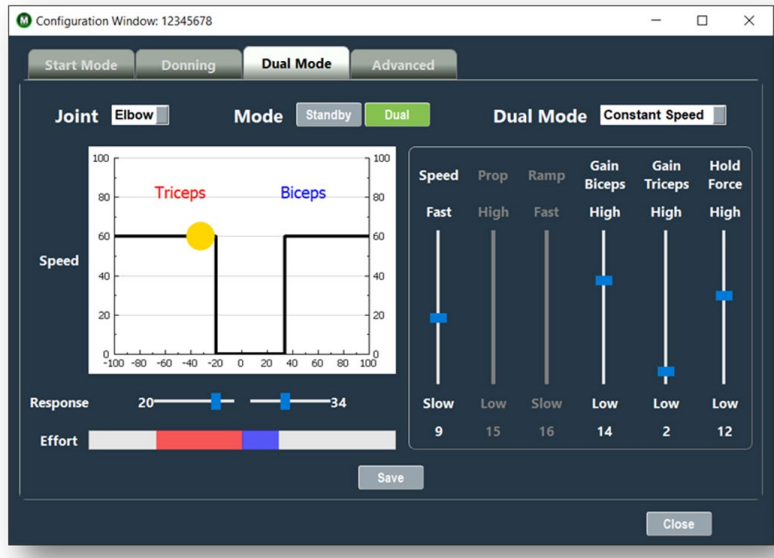 M Configuration Window: 12345678
Start Mode Donning Dual Mode Advanced
Joint Elbow Mode Standby Dual Dual Mode Constant Speed
Speed
100 100
80 80
60 60
40 40
20 20
0 0
-100 -80 -60 -40 -20 0 20 40 60 80 100
Triceps Biceps
Response 20 34
Effort
Speed Prop Ramp Gain Biceps Gain Triceps Hold Force
Fast High Fast High High High
Slow Low Slow Low Low Low
9 15 16 14 2 12
Save
Close